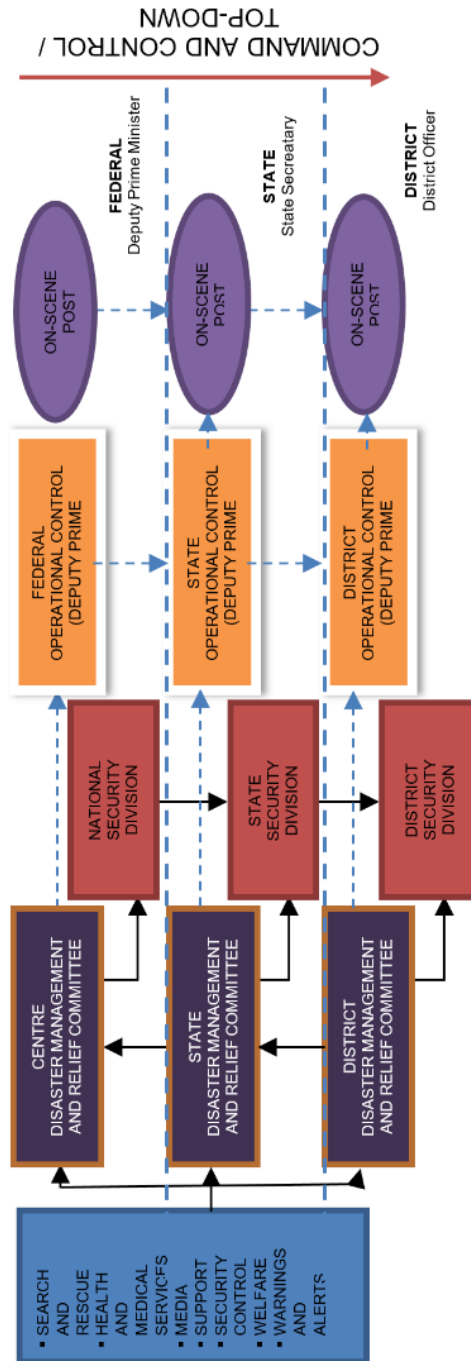 ▪ SEARCH
AND
RESCUE
▪ HEALTH
AND
MEDICAL
SERVICES
▪ MEDIA
▪ SUPPORT
▪ SECURITY
CONTROL
▪ WELFARE
▪ WARNINGS
AND
ALERTS
CENTRE
DISASTER MANAGEMENT
AND RELIEF COMMITTEE
NATIONAL
SECURITY
DIVISION
FEDERAL
OPERATIONAL CONTROL
(DEPUTY PRIME
ON-SCENE
POST
FEDERAL
Deputy Prime Minister
STATE
DISASTER MANAGEMENT
AND RELIEF COMMITTEE
STATE
SECURITY
DIVISION
STATE
OPERATIONAL CONTROL
(DEPUTY PRIME
ON-SCENE
POST
STATE
State Secreatary
DISTRICT
DISASTER MANAGEMENT
AND RELIEF COMMITTEE
DISTRICT
SECURITY
DIVISION
DISTRICT
OPERATIONAL CONTROL
(DEPUTY PRIME
ON-SCENE
POST
DISTRICT
District Officer
COMMAND AND CONTROL /
TOP-DOWN